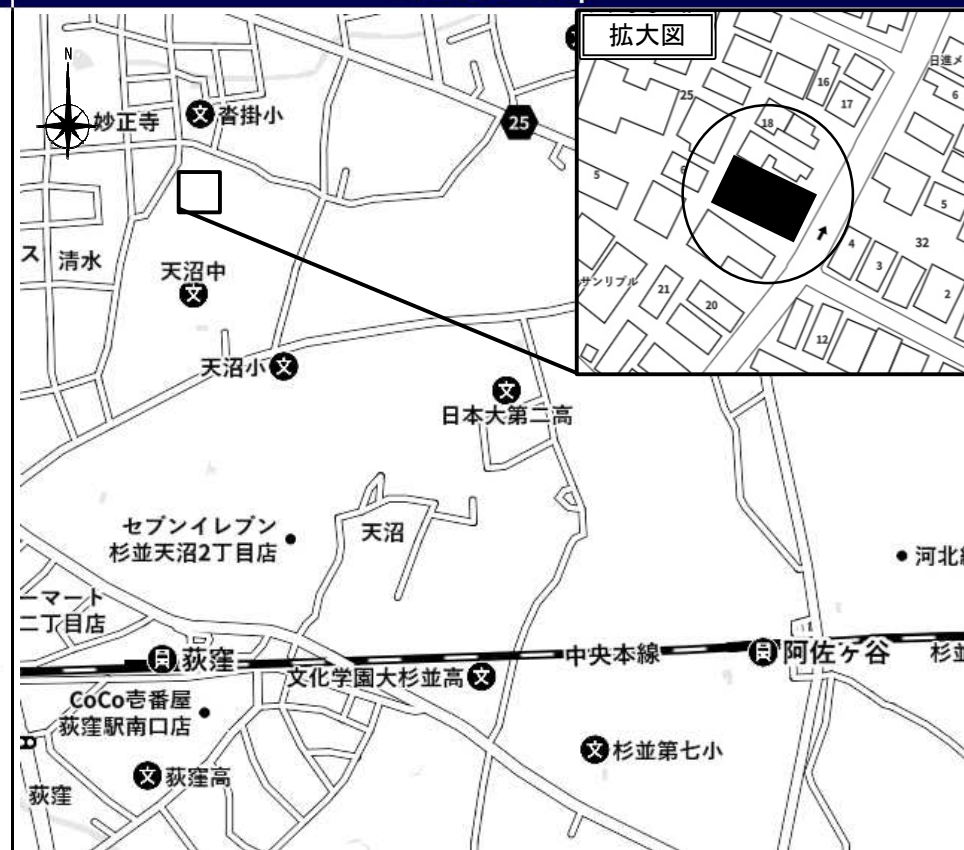 拡大図
N
妙正寺
沓掛小
25
ス
清水
天沼中
天沼小
日本大第二高
セブンイレブン
杉並天沼2丁目店
天沼
河北
ーマート
二丁目店
荻窪
中央本線
阿佐ケ谷
杉並
文化学園大杉並高
CoCo壱番屋
荻窪駅南口店
荻窪高
杉並第七小
荻窪
日進メ
16
17
6
25
18
6
5
5
4
3
32
2
サンリブル
21
20
12